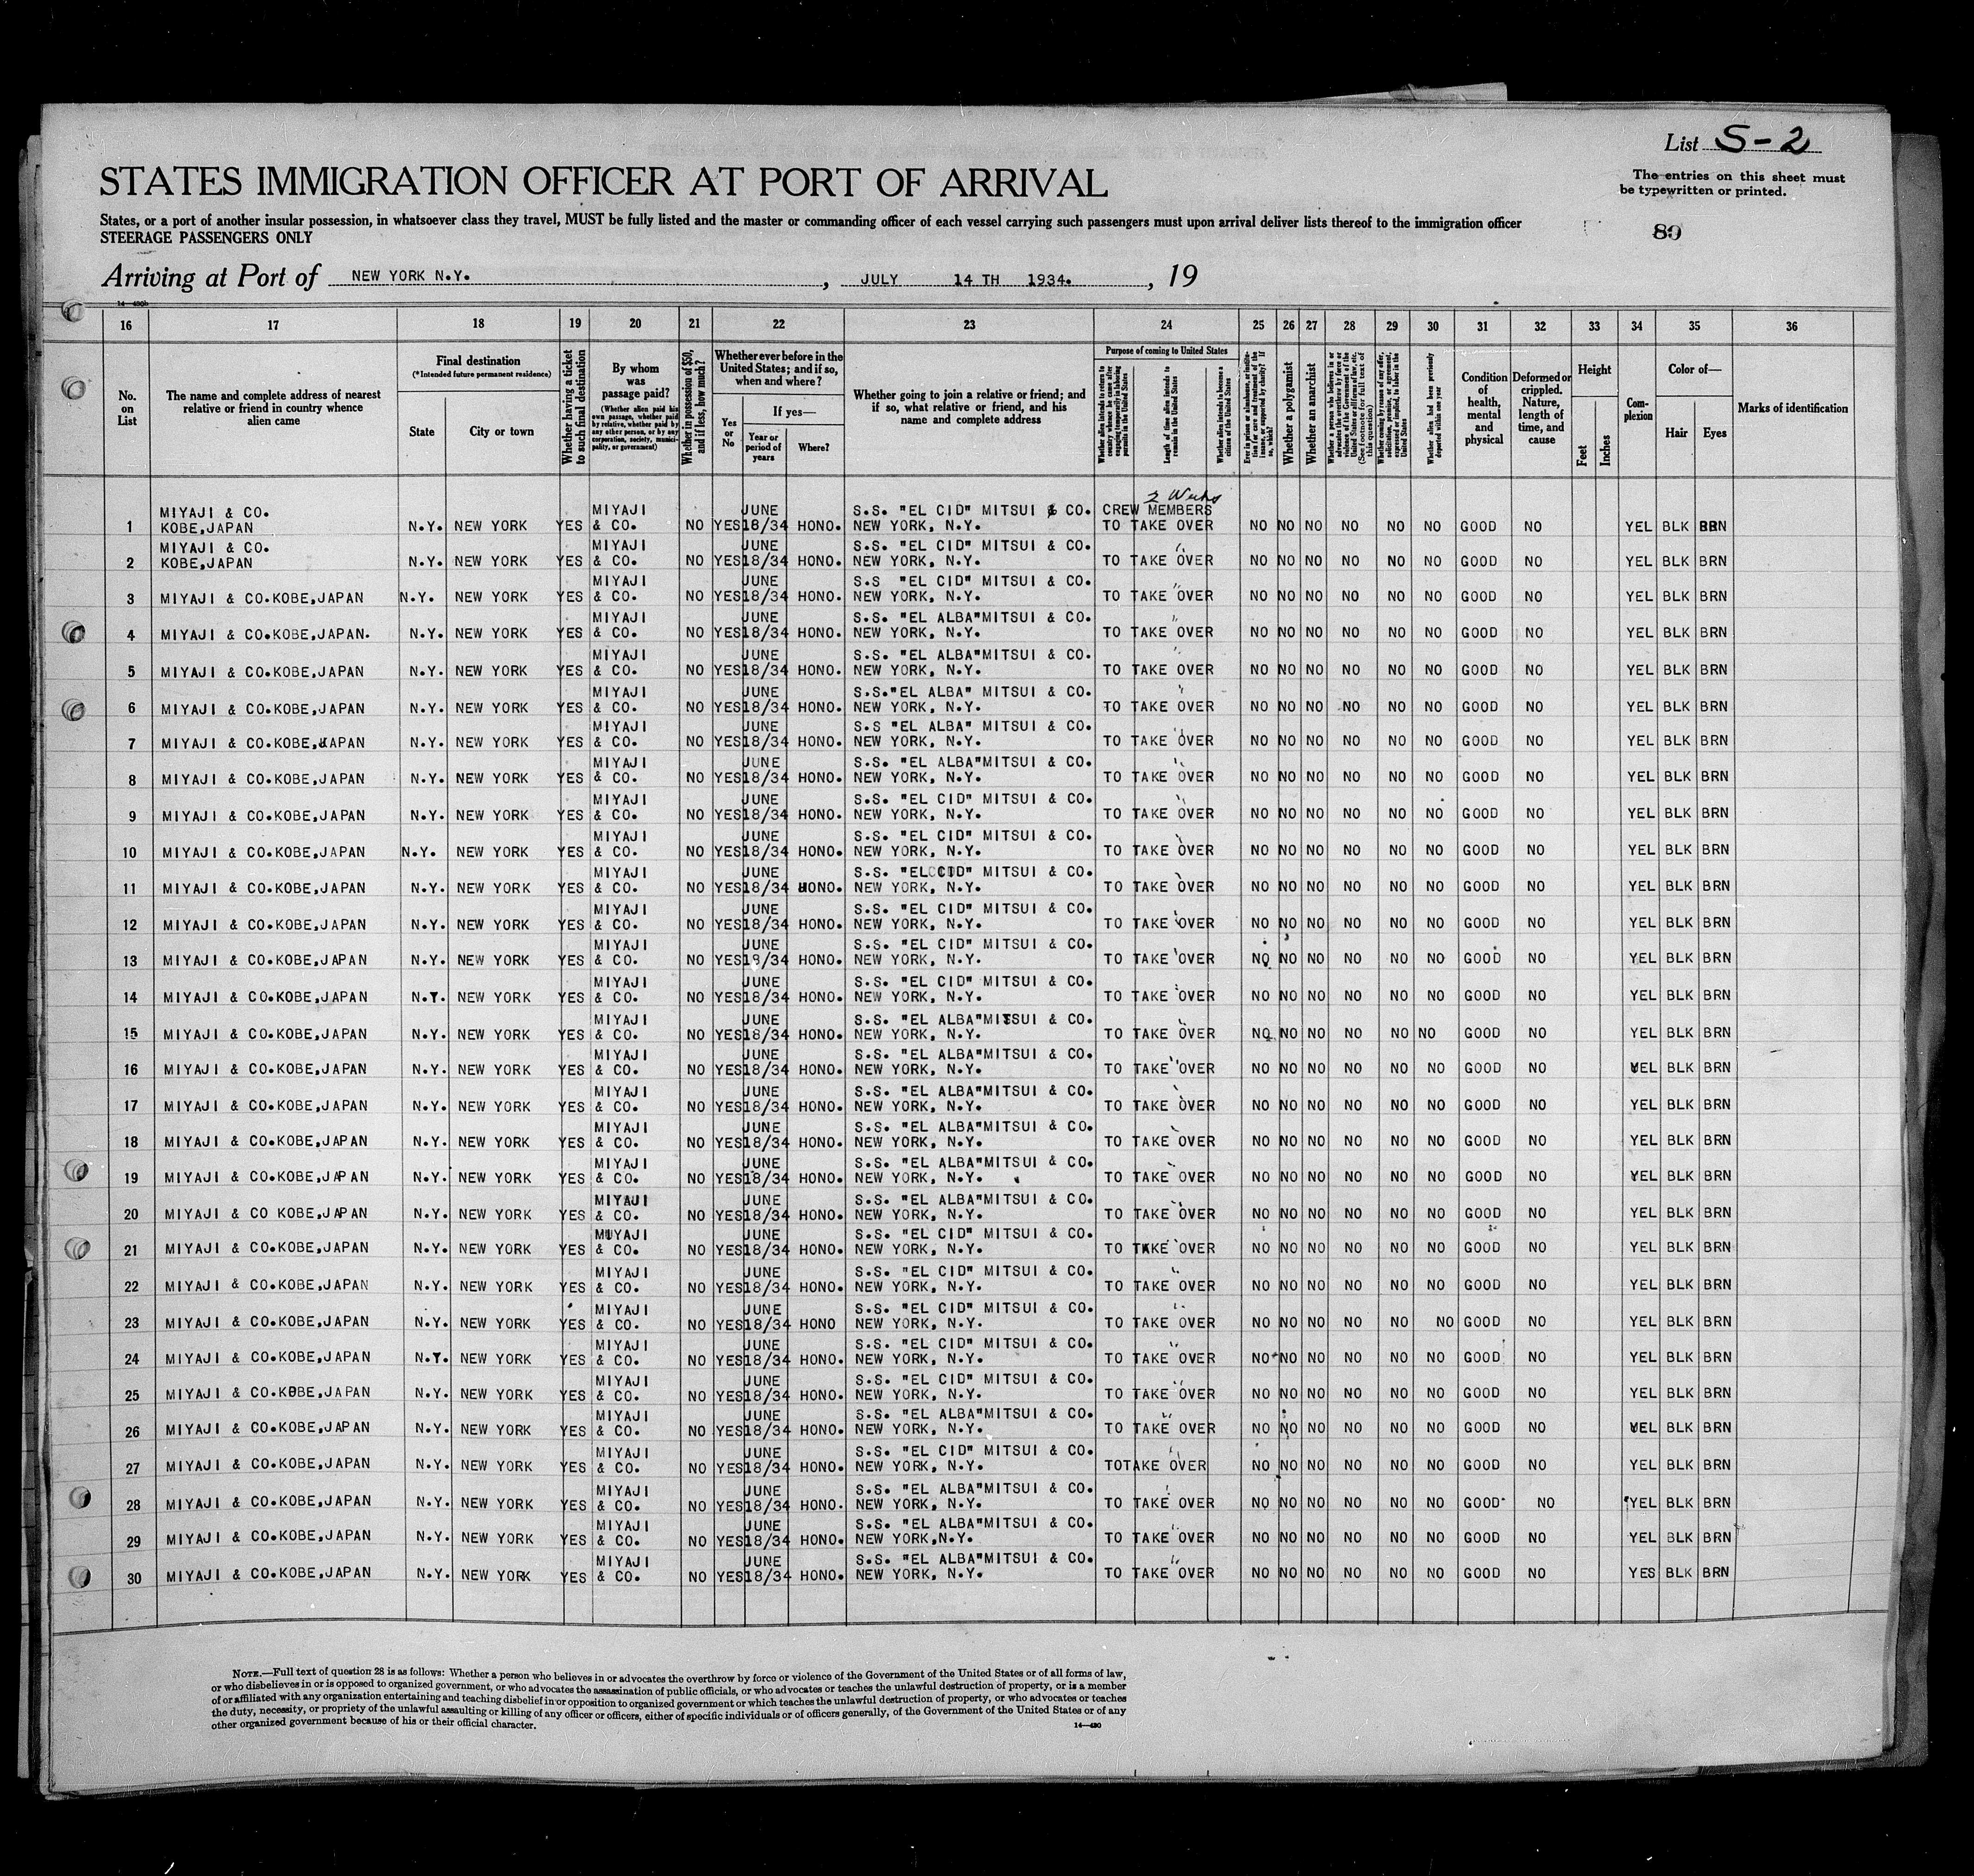 List S-2
STATES IMMIGRATION OFFICER AT PORT OF ARRIVAL
The entries on this sheet must
be typewritten or printed.
States, or a port of another insular possession, in whatsoever class they travel, MUST be fully listed and the master or commanding officer of each vessel carrying such passengers must upon arrival deliver lists thereof to the immigration officer
STEERAGE PASSENGERS ONLY
Arriving at Port of NEW YORK N.Y., JULY 14 TH 1934., 19
16 17 18 19 20 21 22 23 24 25 26 27 28 29 30 31 32 33 34 35 36
No. on List
The name and complete address of nearest relative or friend in country whence alien came
Final destination (*Intended future permanent residence)
State
City or town
Whether having a ticket to such final destination
By whom was passage paid?
(Whether alien paid his own passage, whether paid by relative, whether paid by any other person, or by any corporation, society, municipality, or government)
Whether in possession of $50, and if less, how much?
Whether ever before in the United States; and if so, when and where?
Yes or No
If yes—
Year or period of years
Where?
Whether going to join a relative or friend; and if so, what relative or friend, and his name and complete address
Purpose of coming to United States
Length of time alien intends to remain in the United States
Whether alien intends to become a citizen of the United States
Whether a polygamist
Whether an anarchist
Condition of health, mental and physical
Deformed or crippled. Nature, length of time, and cause
Height
Feet
Inches
Complexion
Color of—
Hair
Eyes
Marks of identification
2 Weeks
MIYAJI & CO. MIYAJI JUNE S.S. "EL CID" MITSUI & CO. CREW MEMBERS
1 KOBE,JAPAN N.Y. NEW YORK YES & CO. NO YES 18/34 HONO. NEW YORK, N.Y. TO TAKE OVER NO NO NO NO NO NO GOOD NO YEL BLK BRN
MIYAJI & CO. MIYAJI JUNE S.S. "EL CID" MITSUI & CO.
2 KOBE,JAPAN N.Y. NEW YORK YES & CO. NO YES 18/34 HONO. NEW YORK, N.Y. TO TAKE OVER NO NO NO NO NO NO GOOD NO YEL BLK BRN
MIYAJI JUNE S.S "EL CID" MITSUI & CO.
3 MIYAJI & CO.KOBE,JAPAN N.Y. NEW YORK YES & CO. NO YES 18/34 HONO. NEW YORK, N.Y. TO TAKE OVER NO NO NO NO NO NO GOOD NO YEL BLK BRN
MIYAJI JUNE S.S. "EL ALBA" MITSUI & CO.
4 MIYAJI & CO.KOBE,JAPAN. N.Y. NEW YORK YES & CO. NO YES 18/34 HONO. NEW YORK, N.Y. TO TAKE OVER NO NO NO NO NO NO GOOD NO YEL BLK BRN
MIYAJI JUNE S.S. "EL ALBA"MITSUI & CO.
5 MIYAJI & CO.KOBE,JAPAN N.Y. NEW YORK YES & CO. NO YES 18/34 HONO. NEW YORK, N.Y. TO TAKE OVER NO NO NO NO NO NO GOOD NO YEL BLK BRN
MIYAJI JUNE S.S."EL ALBA" MITSUI & CO.
6 MIYAJI & CO.KOBE,JAPAN N.Y. NEW YORK YES & CO. NO YES 18/34 HONO. NEW YORK, N.Y. TO TAKE OVER NO NO NO NO NO NO GOOD NO YEL BLK BRN
MIYAJI JUNE S.S "EL ALBA" MITSUI & CO.
7 MIYAJI & CO.KOBE,JAPAN N.Y. NEW YORK YES & CO. NO YES 18/34 HONO. NEW YORK, N.Y. TO TAKE OVER NO NO NO NO NO NO GOOD NO YEL BLK BRN
MIYAJI JUNE S.S. "EL ALBA"MITSUI & CO.
8 MIYAJI & CO.KOBE,JAPAN N.Y. NEW YORK YES & CO. NO YES 18/34 HONO. NEW YORK, N.Y. TO TAKE OVER NO NO NO NO NO NO GOOD NO YEL BLK BRN
MIYAJI JUNE S.S. "EL CID" MITSUI & CO.
9 MIYAJI & CO.KOBE,JAPAN N.Y. NEW YORK YES & CO. NO YES 18/34 HONO. NEW YORK, N.Y. TO TAKE OVER NO NO NO NO NO NO GOOD NO YEL BLK BRN
MIYAJI JUNE S.S. "EL CID" MITSUI & CO.
10 MIYAJI & CO.KOBE,JAPAN N.Y. NEW YORK YES & CO. NO YES 18/34 HONO. NEW YORK, N.Y. TO TAKE OVER NO NO NO NO NO NO GOOD NO YEL BLK BRN
MIYAJI JUNE S.S. "EL CID" MITSUI & CO.
11 MIYAJI & CO.KOBE,JAPAN N.Y. NEW YORK YES & CO. NO YES 18/34 HONO. NEW YORK, N.Y. TO TAKE OVER NO NO NO NO NO NO GOOD NO YEL BLK BRN
MIYAJI JUNE S.S. "EL CID" MITSUI & CO.
12 MIYAJI & CO.KOBE,JAPAN N.Y. NEW YORK YES & CO. NO YES 18/34 HONO. NEW YORK, N.Y. TO TAKE OVER NO NO NO NO NO NO GOOD NO YEL BLK BRN
MIYAJI JUNE S.S. "EL CID" MITSUI & CO.
13 MIYAJI & CO.KOBE,JAPAN N.Y. NEW YORK YES & CO. NO YES 18/34 HONO. NEW YORK, N.Y. TO TAKE OVER NO NO NO NO NO NO GOOD NO YEL BLK BRN
MIYAJI JUNE S.S. "EL CID" MITSUI & CO.
14 MIYAJI & CO.KOBE,JAPAN N.Y. NEW YORK YES & CO. NO YES 18/34 HONO. NEW YORK, N.Y. TO TAKE OVER NO NO NO NO NO NO GOOD NO YEL BLK BRN
MIYAJI JUNE S.S. "EL ALBA"MITSUI & CO.
15 MIYAJI & CO.KOBE,JAPAN N.Y. NEW YORK YES & CO. NO YES 18/34 HONO. NEW YORK, N.Y. TO TAKE OVER NO NO NO NO NO NO GOOD NO YEL BLK BRN
MIYAJI JUNE S.S. "EL ALBA"MITSUI & CO.
16 MIYAJI & CO.KOBE,JAPAN N.Y. NEW YORK YES & CO. NO YES 18/34 HONO. NEW YORK, N.Y. TO TAKE OVER NO NO NO NO NO NO GOOD NO YEL BLK BRN
MIYAJI JUNE S.S. "EL ALBA"MITSUI & CO.
17 MIYAJI & CO.KOBE,JAPAN N.Y. NEW YORK YES & CO. NO YES 18/34 HONO. NEW YORK, N.Y. TO TAKE OVER NO NO NO NO NO NO GOOD NO YEL BLK BRN
MIYAJI JUNE S.S. "EL ALBA"MITSUI & CO.
18 MIYAJI & CO.KOBE,JAPAN N.Y. NEW YORK YES & CO. NO YES 18/34 HONO. NEW YORK, N.Y. TO TAKE OVER NO NO NO NO NO NO GOOD NO YEL BLK BRN
MIYAJI JUNE S.S. "EL ALBA"MITSUI & CO.
19 MIYAJI & CO.KOBE,JAPAN N.Y. NEW YORK YES & CO. NO YES 18/34 HONO. NEW YORK, N.Y. TO TAKE OVER NO NO NO NO NO NO GOOD NO YEL BLK BRN
MIYAJI JUNE S.S. "EL ALBA"MITSUI & CO.
20 MIYAJI & CO KOBE,JAPAN N.Y. NEW YORK YES & CO. NO YES 18/34 HONO. NEW YORK, N.Y. TO TAKE OVER NO NO NO NO NO NO GOOD NO YEL BLK BRN
MIYAJI JUNE S.S. "EL CID" MITSUI & CO.
21 MIYAJI & CO.KOBE,JAPAN N.Y. NEW YORK YES & CO. NO YES 18/34 HONO. NEW YORK, N.Y. TO TAKE OVER NO NO NO NO NO NO GOOD NO YEL BLK BRN
MIYAJI JUNE S.S. "EL CID" MITSUI & CO.
22 MIYAJI & CO.KOBE,JAPAN N.Y. NEW YORK YES & CO. NO YES 18/34 HONO. NEW YORK, N.Y. TO TAKE OVER NO NO NO NO NO NO GOOD NO YEL BLK BRN
MIYAJI JUNE S.S. "EL CID" MITSUI & CO.
23 MIYAJI & CO.KOBE,JAPAN N.Y. NEW YORK YES & CO. NO YES 18/34 HONO NEW YORK, N.Y. TO TAKE OVER NO NO NO NO NO NO GOOD NO YEL BLK BRN
MIYAJI JUNE S.S. "EL CID" MITSUI & CO.
24 MIYAJI & CO.KOBE,JAPAN N.Y. NEW YORK YES & CO. NO YES 18/34 HONO. NEW YORK, N.Y. TO TAKE OVER NO NO NO NO NO NO GOOD NO YEL BLK BRN
MIYAJI JUNE S.S. "EL CID" MITSUI & CO.
25 MIYAJI & CO.KOBE,JAPAN N.Y. NEW YORK YES & CO. NO YES 18/34 HONO. NEW YORK, N.Y. TO TAKE OVER NO NO NO NO NO NO GOOD NO YEL BLK BRN
MIYAJI JUNE S.S. "EL ALBA"MITSUI & CO.
26 MIYAJI & CO.KOBE,JAPAN N.Y. NEW YORK YES & CO. NO YES 18/34 HONO. NEW YORK, N.Y. TO TAKE OVER NO NO NO NO NO NO GOOD NO YEL BLK BRN
MIYAJI JUNE S.S. "EL CID" MITSUI & CO.
27 MIYAJI & CO.KOBE,JAPAN N.Y. NEW YORK YES & CO. NO YES 18/34 HONO. NEW YORK, N.Y. TOTAKE OVER NO NO NO NO NO NO GOOD NO YEL BLK BRN
MIYAJI JUNE S.S. "EL ALBA"MITSUI & CO.
28 MIYAJI & CO.KOBE,JAPAN N.Y. NEW YORK YES & CO. NO YES 18/34 HONO. NEW YORK, N.Y. TO TAKE OVER NO NO NO NO NO NO GOOD NO YEL BLK BRN
MIYAJI JUNE S.S. "EL ALBA"MITSUI & CO.
29 MIYAJI & CO.KOBE,JAPAN N.Y. NEW YORK YES & CO. NO YES 18/34 HONO. NEW YORK,N.Y. TO TAKE OVER NO NO NO NO NO NO GOOD NO YEL BLK BRN
MIYAJI JUNE S.S. "EL ALBA"MITSUI & CO.
30 MIYAJI & CO.KOBE,JAPAN N.Y. NEW YORK YES & CO. NO YES 18/34 HONO. NEW YORK, N.Y. TO TAKE OVER NO NO NO NO NO NO GOOD NO YES BLK BRN
NOTE.—Full text of question 28 is as follows: Whether a person who believes in or advocates the overthrow by force or violence of the Government of the United States or of all forms of law,
or who disbelieves in or is opposed to organized government, or who advocates the assassination of public officials, or who advocates or teaches the unlawful destruction of property, or is a member
of or affiliated with any organization entertaining and teaching disbelief in or opposition to organized government or which teaches the unlawful destruction of property, or who advocates or teaches
the duty, necessity, or propriety of the unlawful assaulting or killing of any officer or officers, either of specific individuals or of officers generally, of the Government of the United States or of any
other organized government because of his or their official character.
14—490